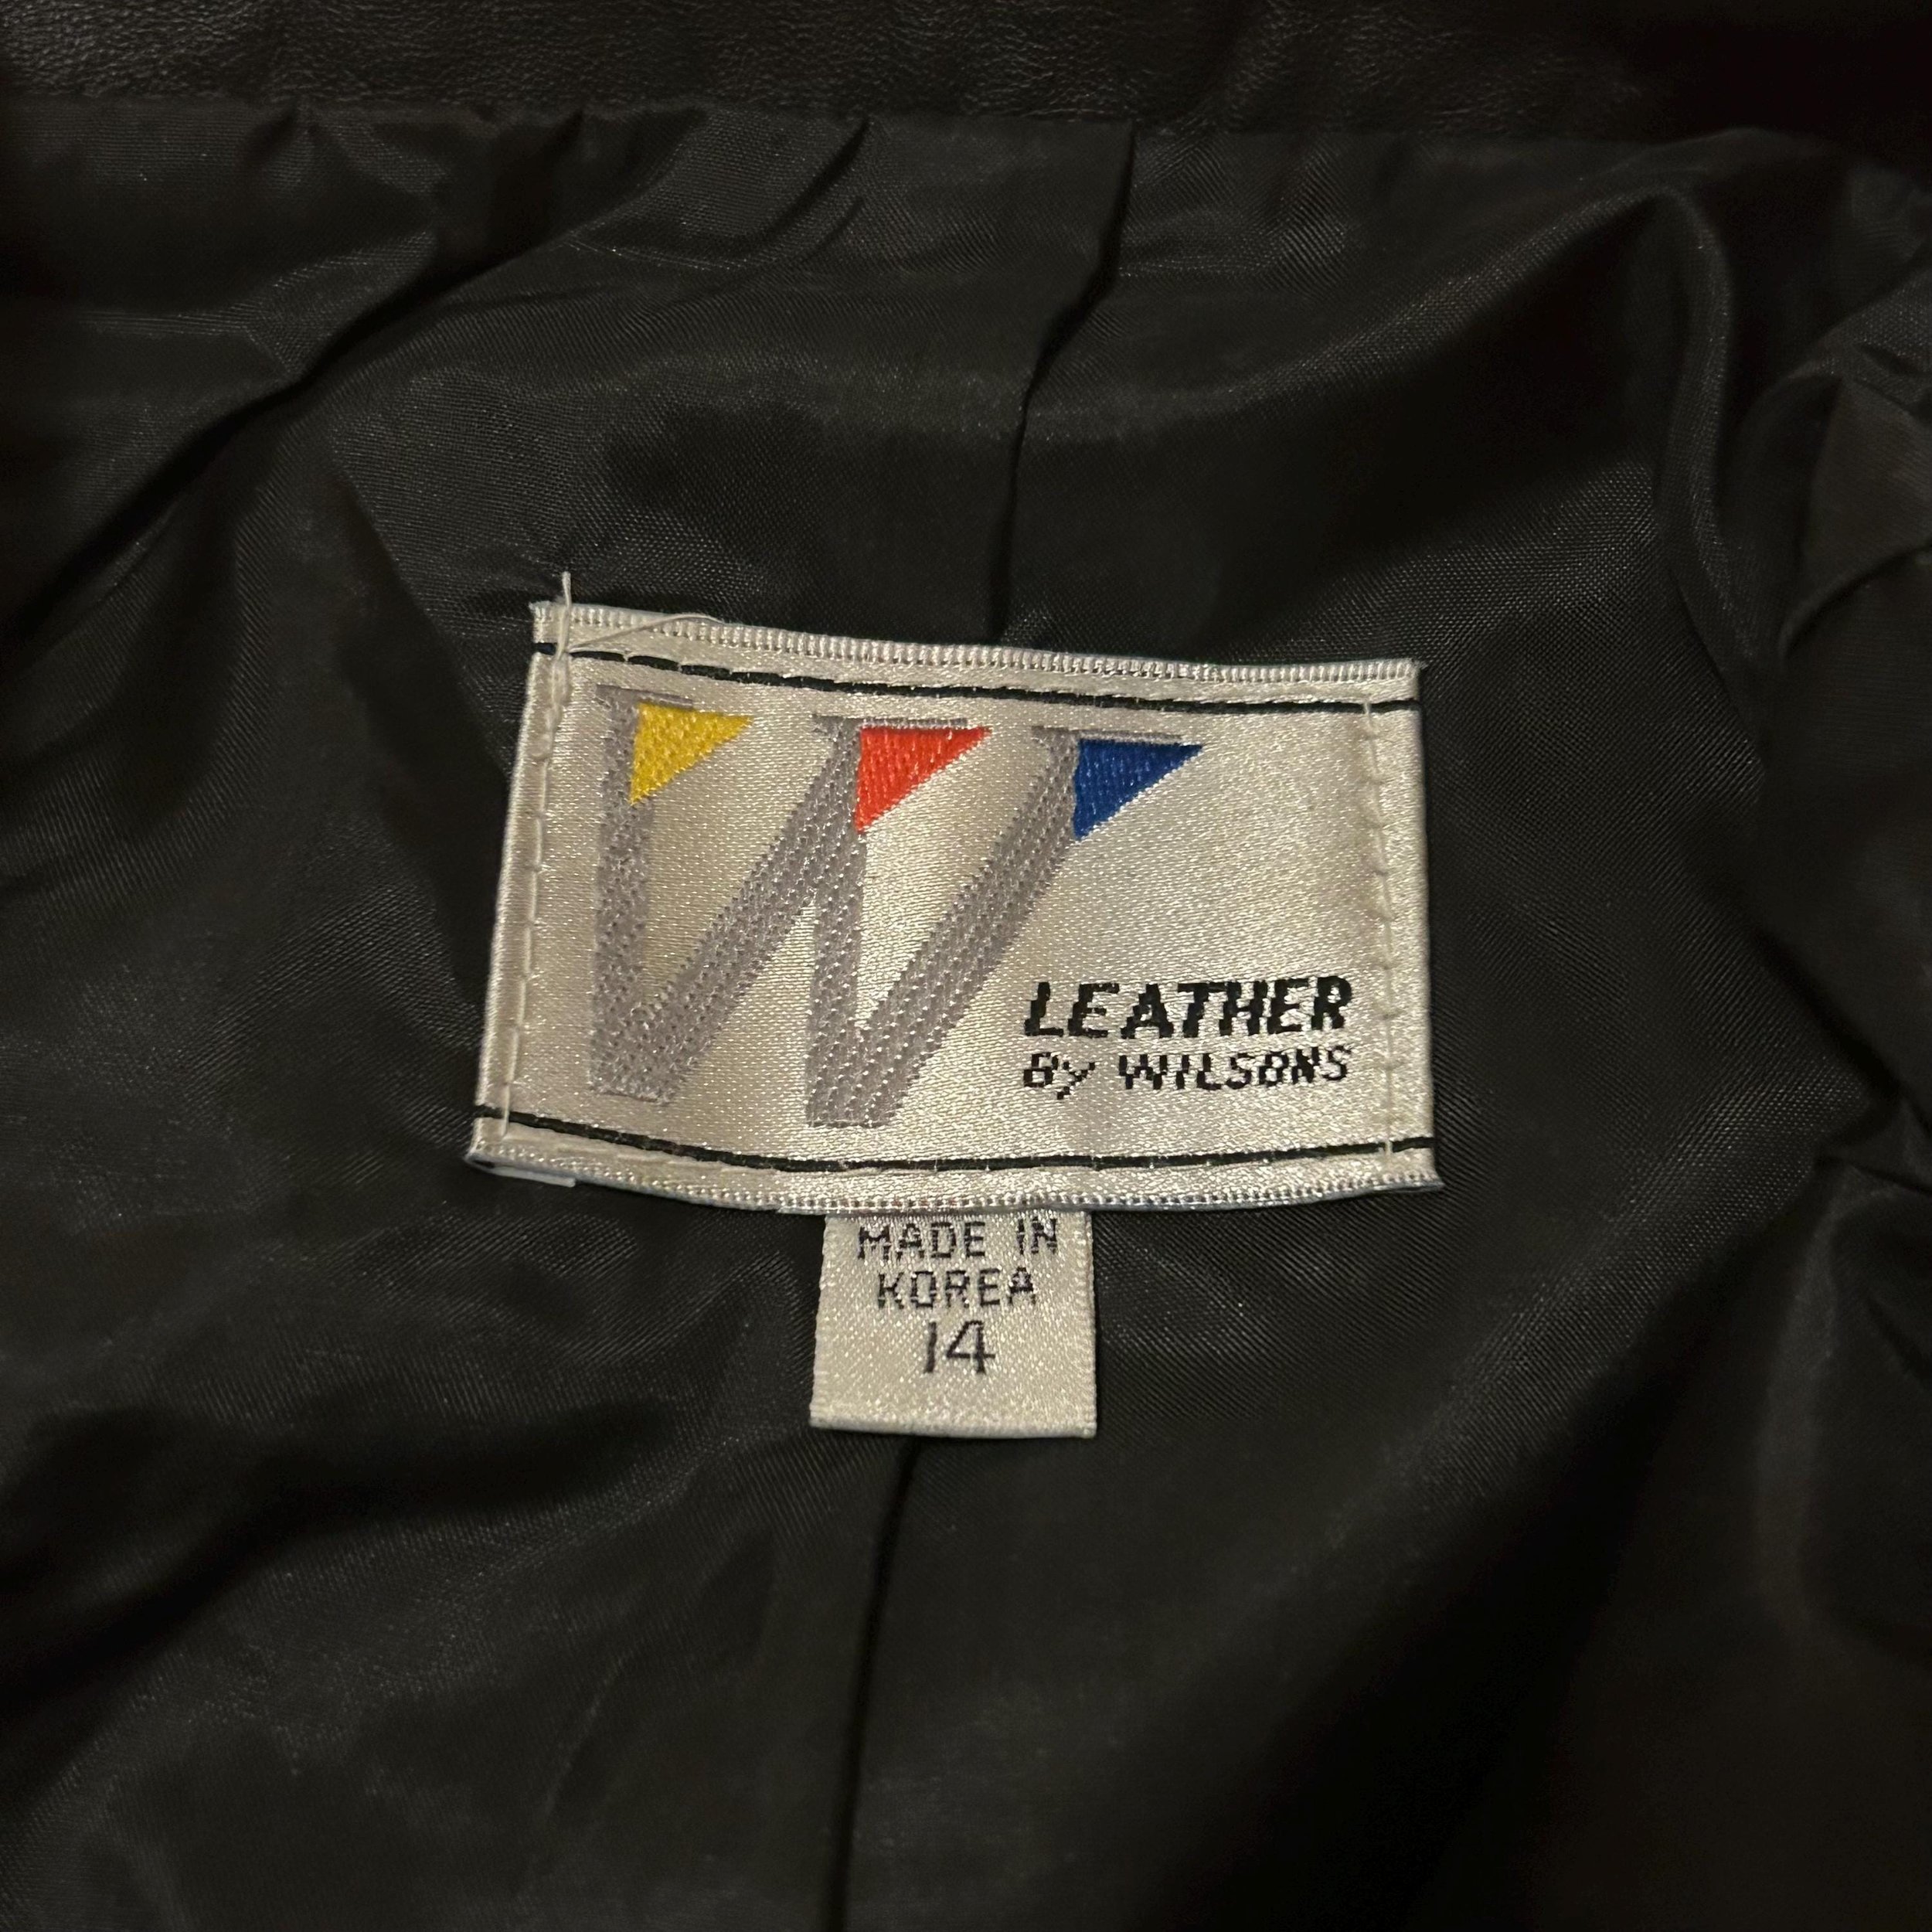 W
LEATHER
By WILSONS
MADE IN
KOREA
14